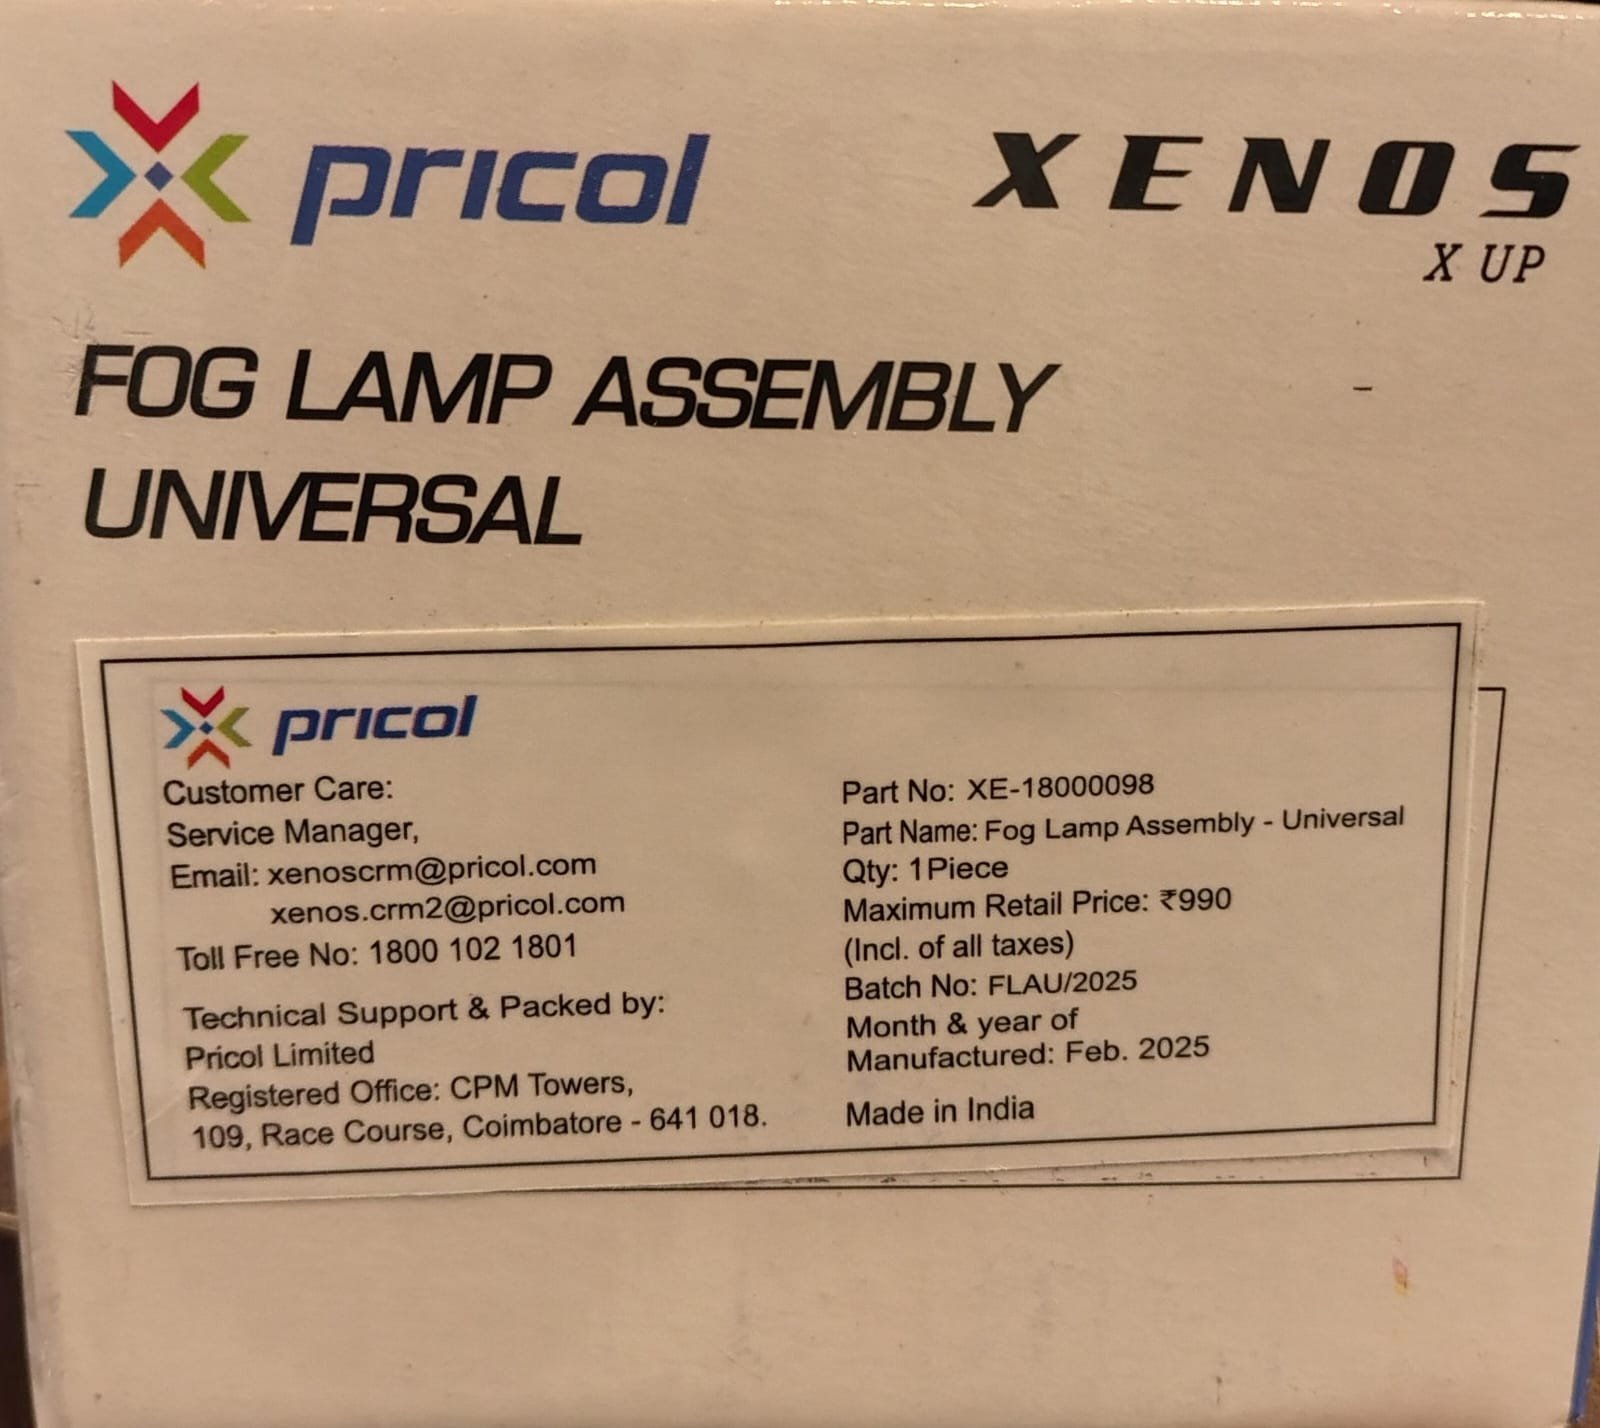 pricol
XENOS
X UP
FOG LAMP ASSEMBLY
UNIVERSAL
pricol
Customer Care:
Service Manager,
Email: xenoscrm@pricol.com
xenos.crm2@pricol.com
Toll Free No: 1800 102 1801
Technical Support & Packed by:
Pricol Limited
Registered Office: CPM Towers,
109, Race Course, Coimbatore - 641 018.
Part No: XE-18000098
Part Name: Fog Lamp Assembly - Universal
Qty: 1Piece
Maximum Retail Price: ₹990
(Incl. of all taxes)
Batch No: FLAU/2025
Month & year of
Manufactured: Feb. 2025
Made in India